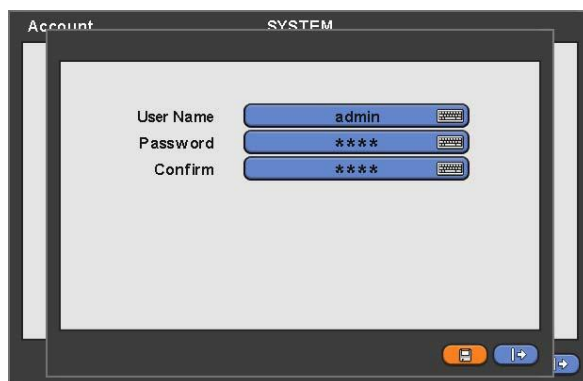 Account SYSTEM
User Name admin
Password ****
Confirm ****